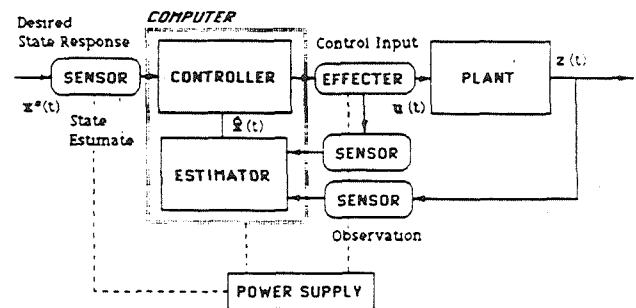 COMPUTER
Desired
State Response
Control Input
SENSOR
CONTROLLER
EFFECTER
PLANT
z(t)
x*(t)
u(t)
State
Estimate
x̂(t)
ESTIMATOR
SENSOR
SENSOR
Observation
POWER SUPPLY